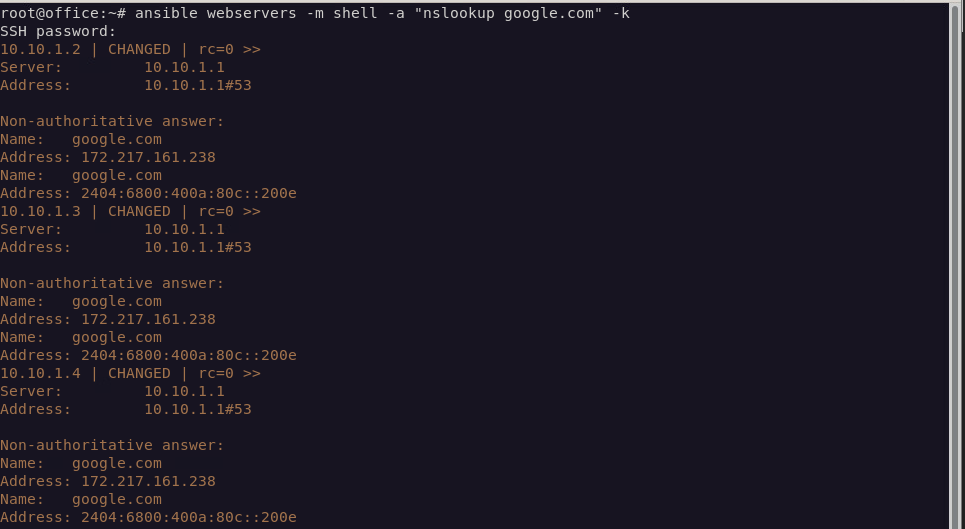 root@office:~# ansible webservers -m shell -a "nslookup google.com" -k
SSH password:
10.10.1.2 | CHANGED | rc=0 >>
Server:         10.10.1.1
Address:        10.10.1.1#53

Non-authoritative answer:
Name:   google.com
Address: 172.217.161.238
Name:   google.com
Address: 2404:6800:400a:80c::200e
10.10.1.3 | CHANGED | rc=0 >>
Server:         10.10.1.1
Address:        10.10.1.1#53

Non-authoritative answer:
Name:   google.com
Address: 172.217.161.238
Name:   google.com
Address: 2404:6800:400a:80c::200e
10.10.1.4 | CHANGED | rc=0 >>
Server:         10.10.1.1
Address:        10.10.1.1#53

Non-authoritative answer:
Name:   google.com
Address: 172.217.161.238
Name:   google.com
Address: 2404:6800:400a:80c::200e